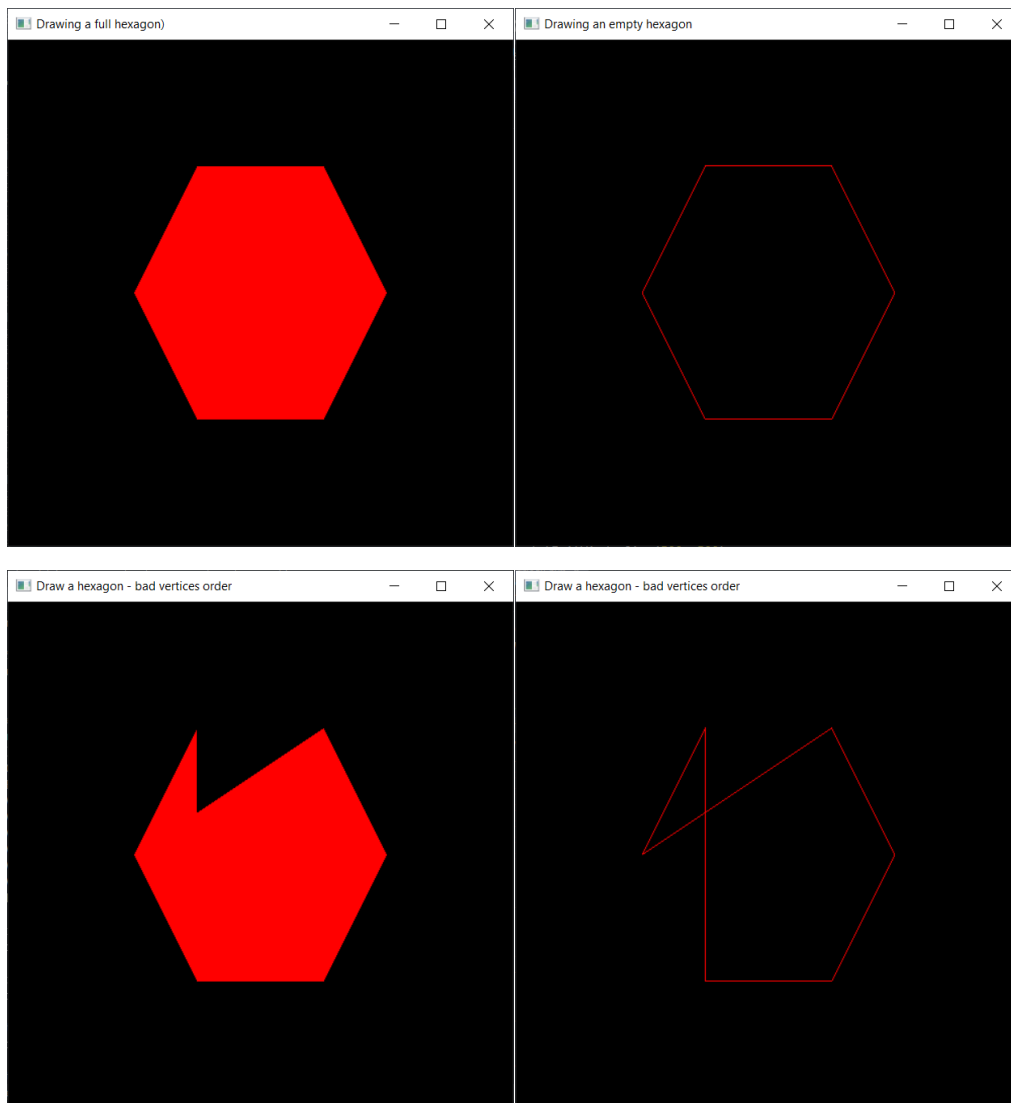 Drawing a full hexagon)
Drawing an empty hexagon
Draw a hexagon - bad vertices order
Draw a hexagon - bad vertices order